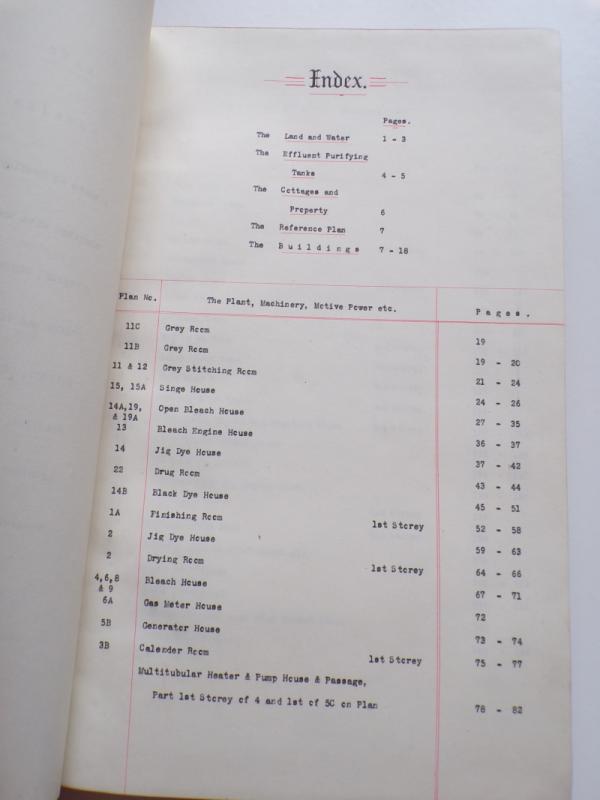 Index.
Pages.
The Land and Water 1 - 3
The Effluent Purifying
Tanks 4 - 5
The Cottages and
Property 6
The Reference Plan 7
The Buildings 7 - 18
Plan No. The Plant, Machinery, Motive Power etc. Pages.
11C Grey Room 19
11B Grey Room 19 - 20
11 & 12 Grey Stitching Room 21 - 24
15, 15A Singe House 24 - 26
14A,19, Open Bleach House 27 - 35
& 19A
13 Bleach Engine House 36 - 37
14 Jig Dye House 37 - 42
22 Drug Room 43 - 44
14B Black Dye House 45 - 51
1A Finishing Room 1st Storey 52 - 58
2 Jig Dye House 59 - 63
2 Drying Room 1st Storey 64 - 66
4,6,8 Bleach House 67 - 71
& 9
6A Gas Meter House 72
5B Generator House 73 - 74
3B Calender Room 1st Storey 75 - 77
Multitubular Heater & Pump House & Passage,
Part 1st Storey of 4 and 1st of 5C on Plan 78 - 82